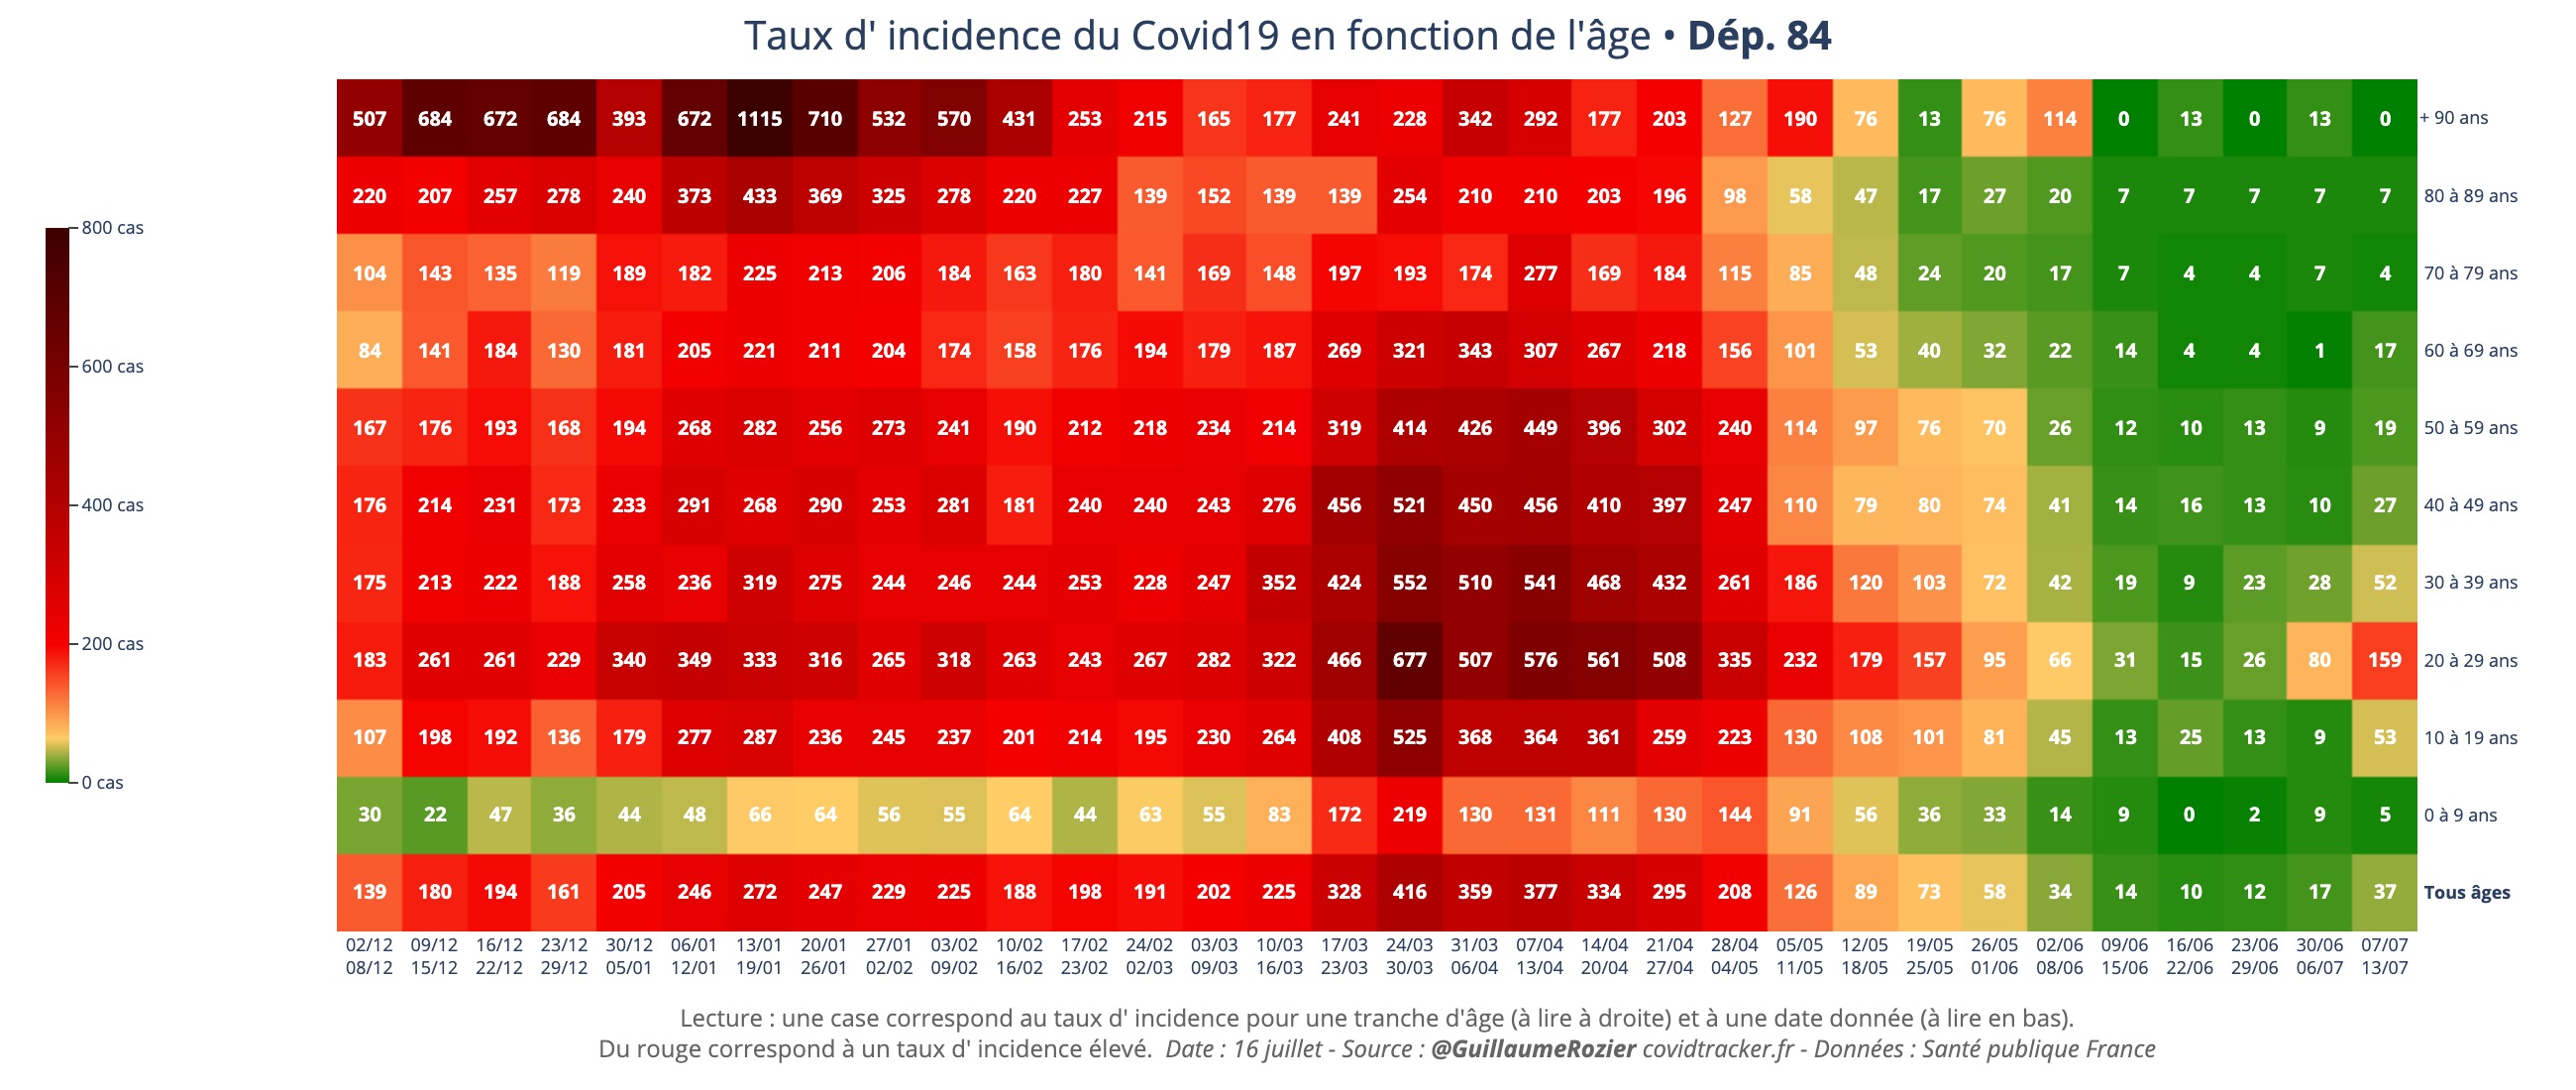 Taux d' incidence du Covid19 en fonction de l'âge • Dép. 84
800 cas
600 cas
400 cas
200 cas
0 cas
507 684 672 684 393 672 1115 710 532 570 431 253 215 165 177 241 228 342 292 177 203 127 190 76 13 76 114 0 13 0 13 0 + 90 ans
220 207 257 278 240 373 433 369 325 278 220 227 139 152 139 139 254 210 210 203 196 98 58 47 17 27 20 7 7 7 7 7 80 à 89 ans
104 143 135 119 189 182 225 213 206 184 163 180 141 169 148 197 193 174 277 169 184 115 85 48 24 20 17 7 4 4 7 4 70 à 79 ans
84 141 184 130 181 205 221 211 204 174 158 176 194 179 187 269 321 343 307 267 218 156 101 53 40 32 22 14 4 4 1 17 60 à 69 ans
167 176 193 168 194 268 282 256 273 241 190 212 218 234 214 319 414 426 449 396 302 240 114 97 76 70 26 12 10 13 9 19 50 à 59 ans
176 214 231 173 233 291 268 290 253 281 181 240 240 243 276 456 521 450 456 410 397 247 110 79 80 74 41 14 16 13 10 27 40 à 49 ans
175 213 222 188 258 236 319 275 244 246 244 253 228 247 352 424 552 510 541 468 432 261 186 120 103 72 42 19 9 23 28 52 30 à 39 ans
183 261 261 229 340 349 333 316 265 318 263 243 267 282 322 466 677 507 576 561 508 335 232 179 157 95 66 31 15 26 80 159 20 à 29 ans
107 198 192 136 179 277 287 236 245 237 201 214 195 230 264 408 525 368 364 361 259 223 130 108 101 81 45 13 25 13 9 53 10 à 19 ans
30 22 47 36 44 48 66 64 56 55 64 44 63 55 83 172 219 130 131 111 130 144 91 56 36 33 14 9 0 2 9 5 0 à 9 ans
139 180 194 161 205 246 272 247 229 225 188 198 191 202 225 328 416 359 377 334 295 208 126 89 73 58 34 14 10 12 17 37 Tous âges
02/12 09/12 16/12 23/12 30/12 06/01 13/01 20/01 27/01 03/02 10/02 17/02 24/02 03/03 10/03 17/03 24/03 31/03 07/04 14/04 21/04 28/04 05/05 12/05 19/05 26/05 02/06 09/06 16/06 23/06 30/06 07/07
08/12 15/12 22/12 29/12 05/01 12/01 19/01 26/01 02/02 09/02 16/02 23/02 02/03 09/03 16/03 23/03 30/03 06/04 13/04 20/04 27/04 04/05 11/05 18/05 25/05 01/06 08/06 15/06 22/06 29/06 06/07 13/07
Lecture : une case correspond au taux d' incidence pour une tranche d'âge (à lire à droite) et à une date donnée (à lire en bas).
Du rouge correspond à un taux d' incidence élevé. Date : 16 juillet - Source : @GuillaumeRozier covidtracker.fr - Données : Santé publique France